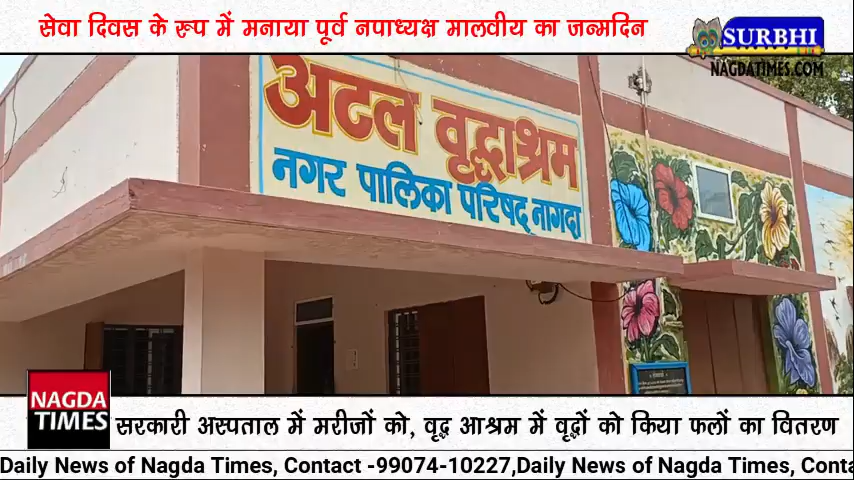 सेवा दिवस के रूप में मनाया पूर्व नपाध्यक्ष मालवीय का जन्मदिन
SURBHI
NAGDATIMES.COM
अटल वृद्धाश्रम
नगर पालिका परिषद् नागदा
NAGDA
TIMES
सरकारी अस्पताल में मरीजों को, वृद्ध आश्रम में वृद्धों को किया फलों का वितरण
Daily News of Nagda Times, Contact -99074-10227,Daily News of Nagda Times, Conta